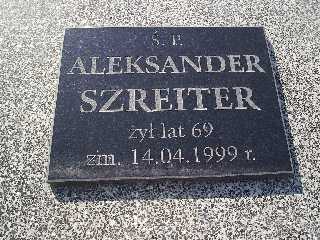 Ś. P.
ALEKSANDER
SZREITER
żył lat 69
zm. 14.04.1999 r.